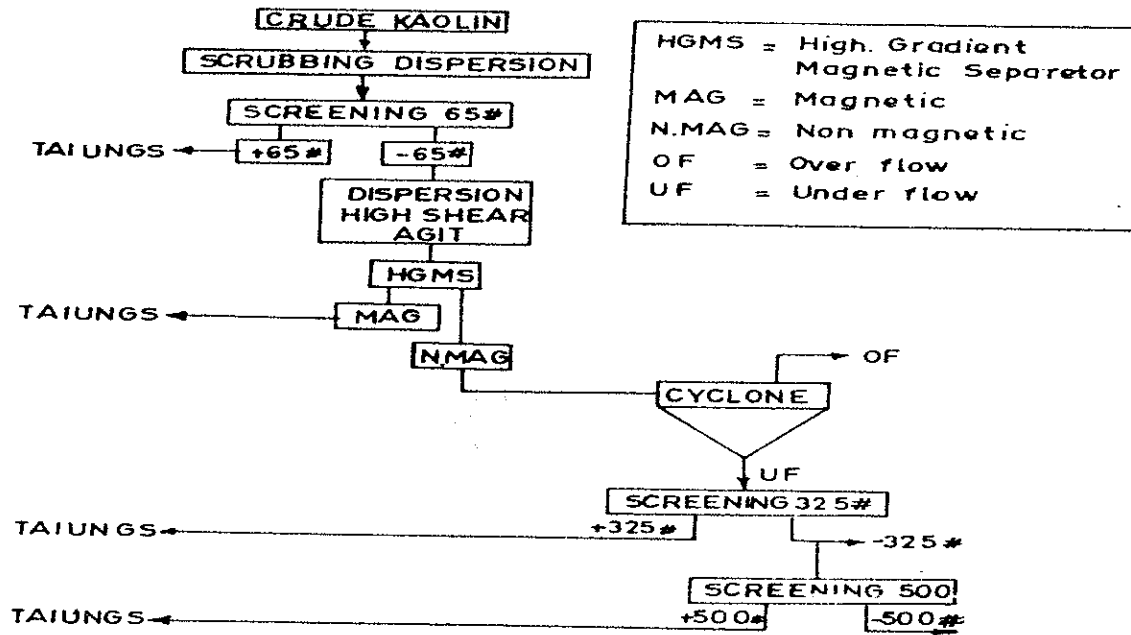 CRUDE KAOLIN
SCRUBBING DISPERSION
SCREENING 65#
TAIUNGS
+65#
-65#
DISPERSION
HIGH SHEAR
AGIT
HGMS
TAIUNGS
MAG
N.MAG
OF
CYCLONE
UF
SCREENING 325#
TAIUNGS
+325#
-325#
SCREENING 500
TAIUNGS
+500#
-500#
HGMS = High. Gradient
Magnetic Separetor
MAG = Magnetic
N.MAG = Non magnetic
OF = Over flow
UF = Under flow